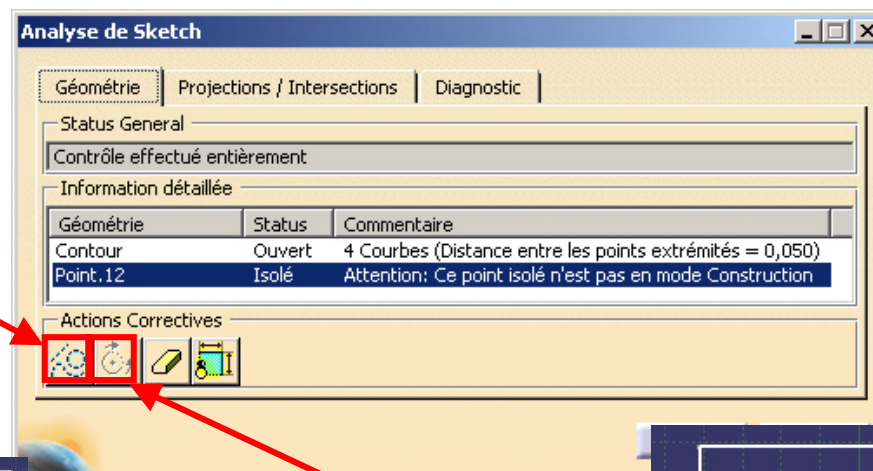 Analyse de Sketch
Géométrie Projections / Intersections Diagnostic
Status General
Contrôle effectué entièrement
Information détaillée
Géométrie Status Commentaire
Contour Ouvert 4 Courbes (Distance entre les points extrémités = 0,050)
Point.12 Isolé Attention: Ce point isolé n'est pas en mode Construction
Actions Correctives